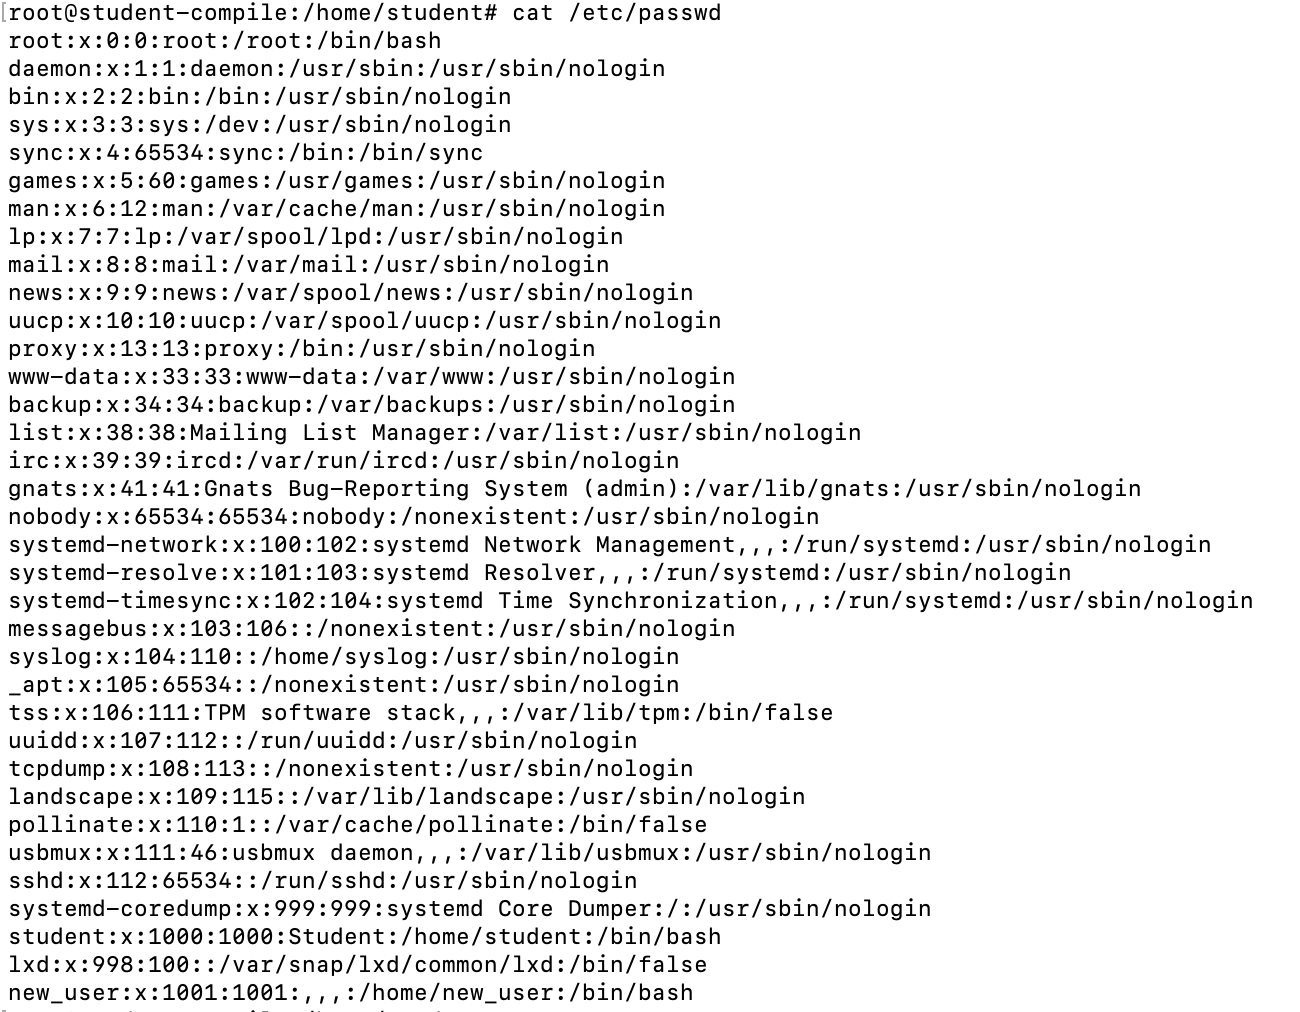 [root@student-compile:/home/student# cat /etc/passwd
root:x:0:0:root:/root:/bin/bash
daemon:x:1:1:daemon:/usr/sbin:/usr/sbin/nologin
bin:x:2:2:bin:/bin:/usr/sbin/nologin
sys:x:3:3:sys:/dev:/usr/sbin/nologin
sync:x:4:65534:sync:/bin:/bin/sync
games:x:5:60:games:/usr/games:/usr/sbin/nologin
man:x:6:12:man:/var/cache/man:/usr/sbin/nologin
lp:x:7:7:lp:/var/spool/lpd:/usr/sbin/nologin
mail:x:8:8:mail:/var/mail:/usr/sbin/nologin
news:x:9:9:news:/var/spool/news:/usr/sbin/nologin
uucp:x:10:10:uucp:/var/spool/uucp:/usr/sbin/nologin
proxy:x:13:13:proxy:/bin:/usr/sbin/nologin
www-data:x:33:33:www-data:/var/www:/usr/sbin/nologin
backup:x:34:34:backup:/var/backups:/usr/sbin/nologin
list:x:38:38:Mailing List Manager:/var/list:/usr/sbin/nologin
irc:x:39:39:ircd:/var/run/ircd:/usr/sbin/nologin
gnats:x:41:41:Gnats Bug-Reporting System (admin):/var/lib/gnats:/usr/sbin/nologin
nobody:x:65534:65534:nobody:/nonexistent:/usr/sbin/nologin
systemd-network:x:100:102:systemd Network Management,,,:/run/systemd:/usr/sbin/nologin
systemd-resolve:x:101:103:systemd Resolver,,,:/run/systemd:/usr/sbin/nologin
systemd-timesync:x:102:104:systemd Time Synchronization,,,:/run/systemd:/usr/sbin/nologin
messagebus:x:103:106::/nonexistent:/usr/sbin/nologin
syslog:x:104:110::/home/syslog:/usr/sbin/nologin
_apt:x:105:65534::/nonexistent:/usr/sbin/nologin
tss:x:106:111:TPM software stack,,,:/var/lib/tpm:/bin/false
uuidd:x:107:112::/run/uuidd:/usr/sbin/nologin
tcpdump:x:108:113::/nonexistent:/usr/sbin/nologin
landscape:x:109:115::/var/lib/landscape:/usr/sbin/nologin
pollinate:x:110:1::/var/cache/pollinate:/bin/false
usbmux:x:111:46:usbmux daemon,,,:/var/lib/usbmux:/usr/sbin/nologin
sshd:x:112:65534::/run/sshd:/usr/sbin/nologin
systemd-coredump:x:999:999:systemd Core Dumper:/:/usr/sbin/nologin
student:x:1000:1000:Student:/home/student:/bin/bash
lxd:x:998:100::/var/snap/lxd/common/lxd:/bin/false
new_user:x:1001:1001:,,,:/home/new_user:/bin/bash